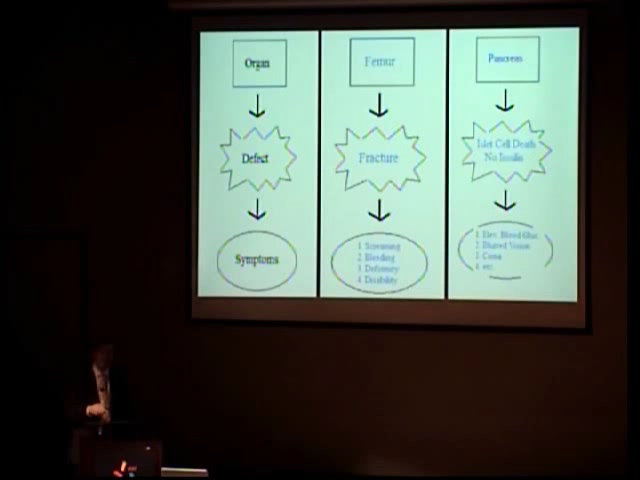 Organ
Defect
Symptoms
Femur
Fracture
1. Screaming
2. Bleeding
3. Deformity
4. Disability
Pancreas
Islet Cell Death
No Insulin
1. Elev. Blood Gluc.
2. Blurred Vision
3. Coma
4. etc